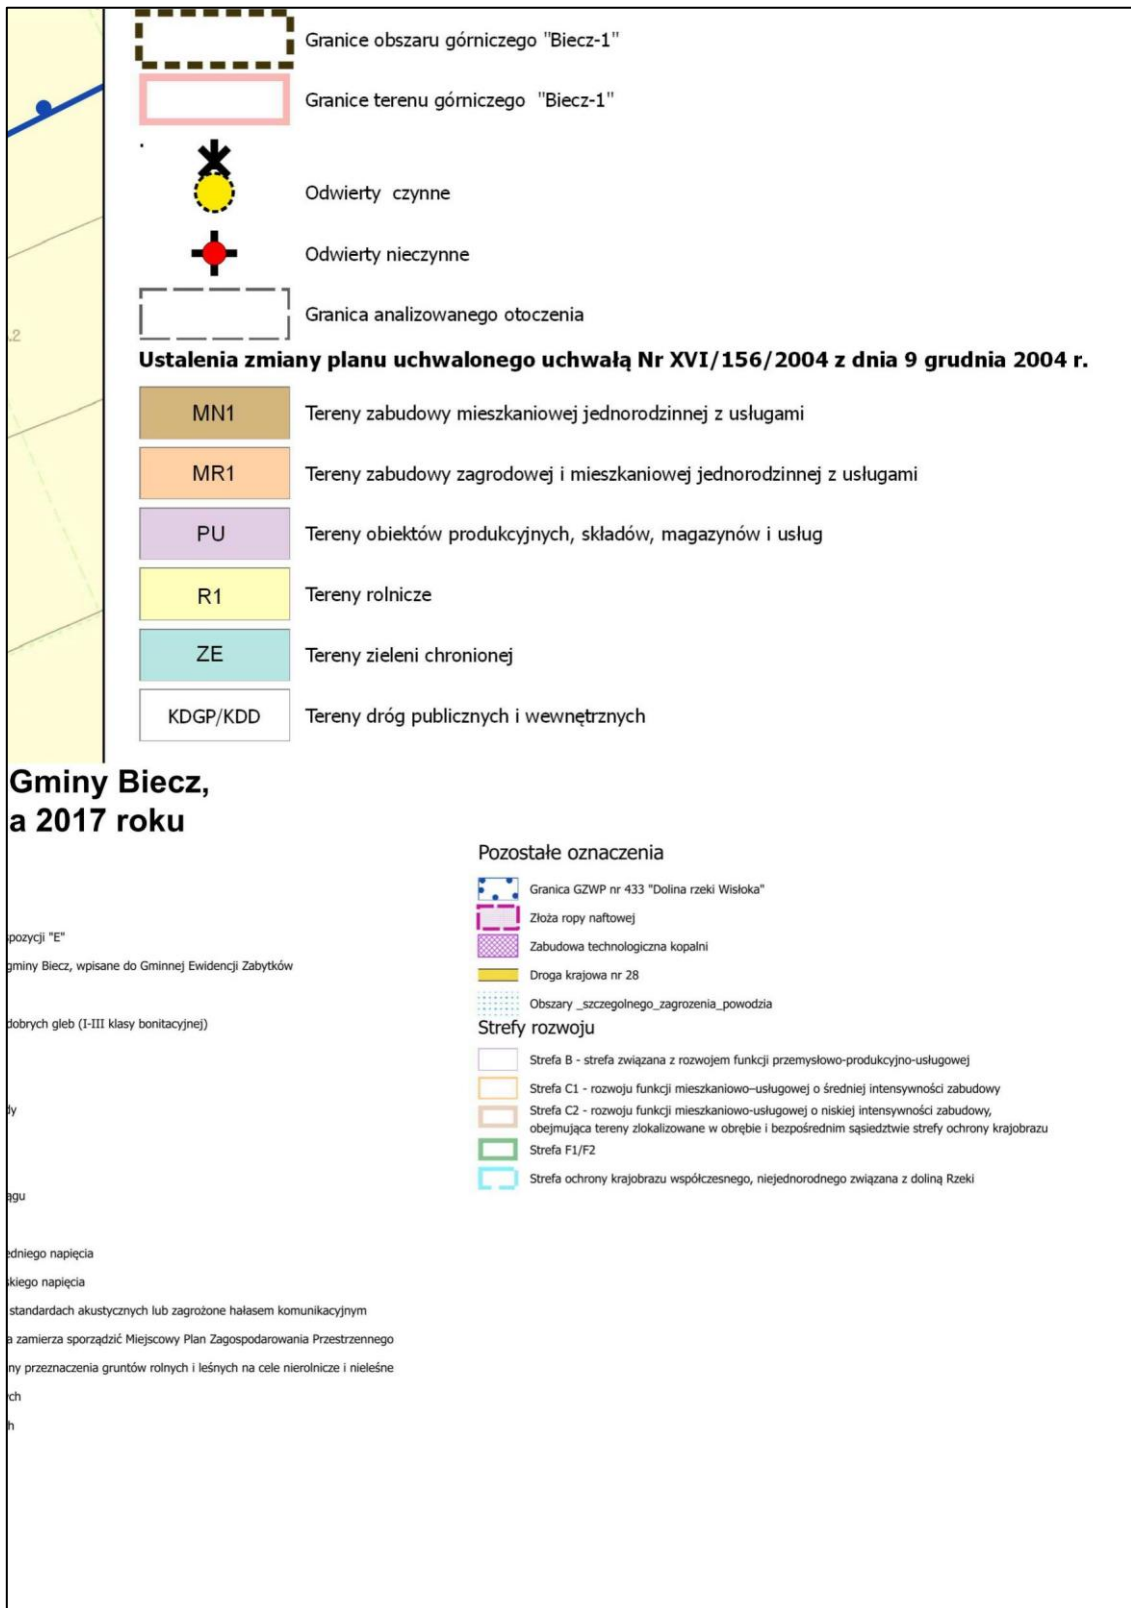 Granice obszaru górniczego "Biecz-1"
Granice terenu górniczego "Biecz-1"
Odwierty czynne
Odwierty nieczynne
Granica analizowanego otoczenia
Ustalenia zmiany planu uchwalonego uchwałą Nr XVI/156/2004 z dnia 9 grudnia 2004 r.
MN1 Tereny zabudowy mieszkaniowej jednorodzinnej z usługami
MR1 Tereny zabudowy zagrodowej i mieszkaniowej jednorodzinnej z usługami
PU Tereny obiektów produkcyjnych, składów, magazynów i usług
R1 Tereny rolnicze
ZE Tereny zieleni chronionej
KDGP/KDD Tereny dróg publicznych i wewnętrznych
.2
Gminy Biecz,
a 2017 roku
pozycji "E"
gminy Biecz, wpisane do Gminnej Ewidencji Zabytków
dobrych gleb (I-III klasy bonitacyjnej)
dy
ągu
edniego napięcia
skiego napięcia
standardach akustycznych lub zagrożone hałasem komunikacyjnym
a zamierza sporządzić Miejscowy Plan Zagospodarowania Przestrzennego
ny przeznaczenia gruntów rolnych i leśnych na cele nierolnicze i nieleśne
ch
h
Pozostałe oznaczenia
Granica GZWP nr 433 "Dolina rzeki Wisłoka"
Złoża ropy naftowej
Zabudowa technologiczna kopalni
Droga krajowa nr 28
Obszary _szczegolnego_zagrozenia_powodzia
Strefy rozwoju
Strefa B - strefa związana z rozwojem funkcji przemysłowo-produkcyjno-usługowej
Strefa C1 - rozwoju funkcji mieszkaniowo–usługowej o średniej intensywności zabudowy
Strefa C2 - rozwoju funkcji mieszkaniowo-usługowej o niskiej intensywności zabudowy,
obejmująca tereny zlokalizowane w obrębie i bezpośrednim sąsiedztwie strefy ochrony krajobrazu
Strefa F1/F2
Strefa ochrony krajobrazu współczesnego, niejednorodnego związana z doliną Rzeki